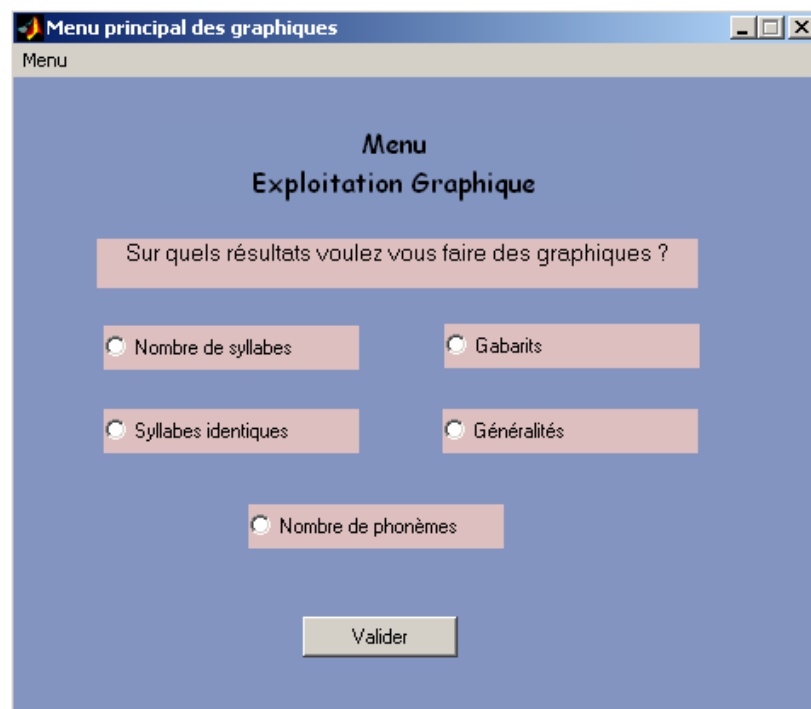 Menu principal des graphiques
Menu
Menu
Exploitation Graphique
Sur quels résultats voulez vous faire des graphiques ?
Nombre de syllabes
Gabarits
Syllabes identiques
Généralités
Nombre de phonèmes
Valider